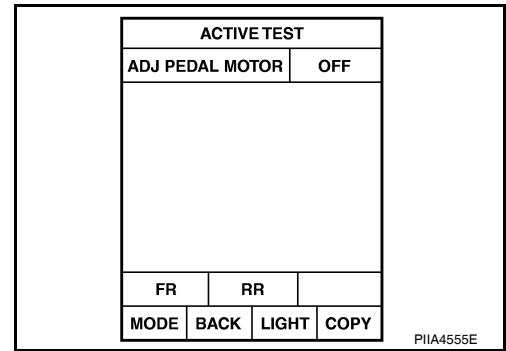 ACTIVE TEST
ADJ PEDAL MOTOR OFF
FR RR
MODE BACK LIGHT COPY
PIIA4555E